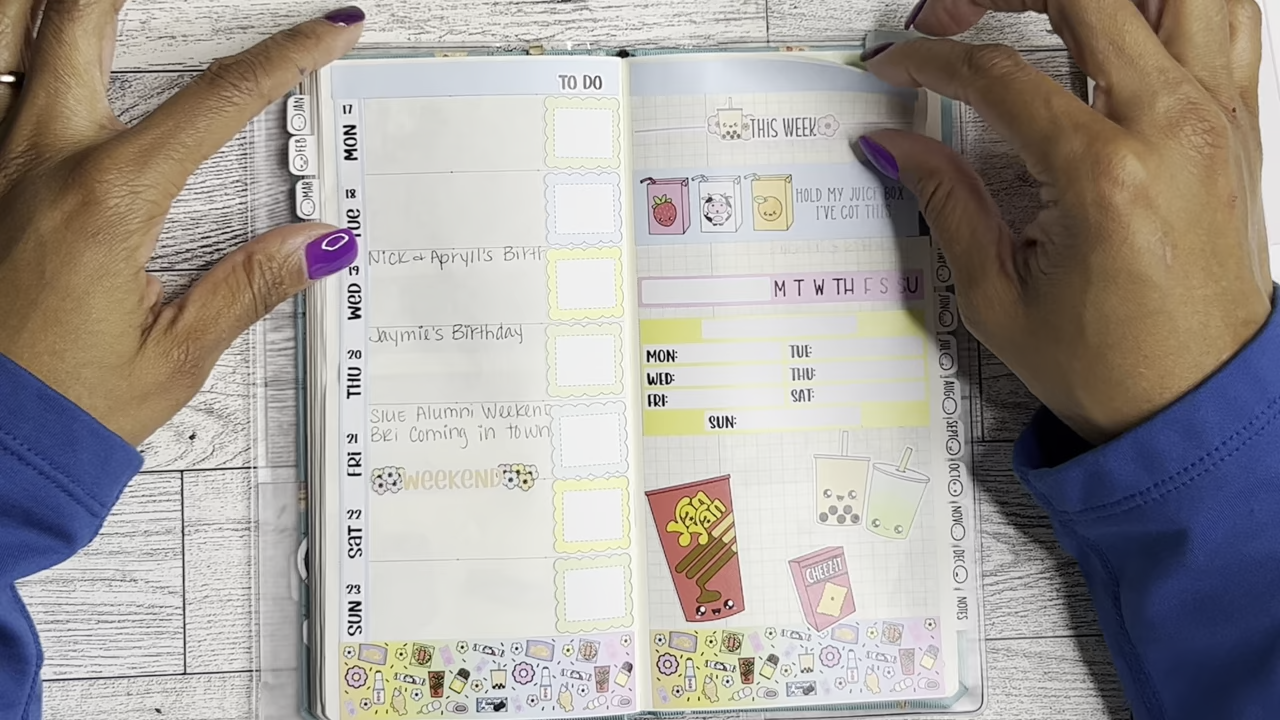 TO DO
17
MON
18
TUE
Nick & Apryll's Birth
19
WED
Jaymie's Birthday
20
THU
SIUE Alumni Weekend
Bri Coming in town
21
FRI
WEEKEND
22
SAT
23
SUN
JAN
FEB
MAR
THIS WEEK
HOLD MY JUICE BOX
I'VE GOT THIS
M T W TH F S SU
MON: TUE:
WED: THU:
FRI: SAT:
SUN:
Yan
Yan
CHEEZ-IT
JUN
JUL
AUG
SEPT
OCT
NOV
DEC
NOTES